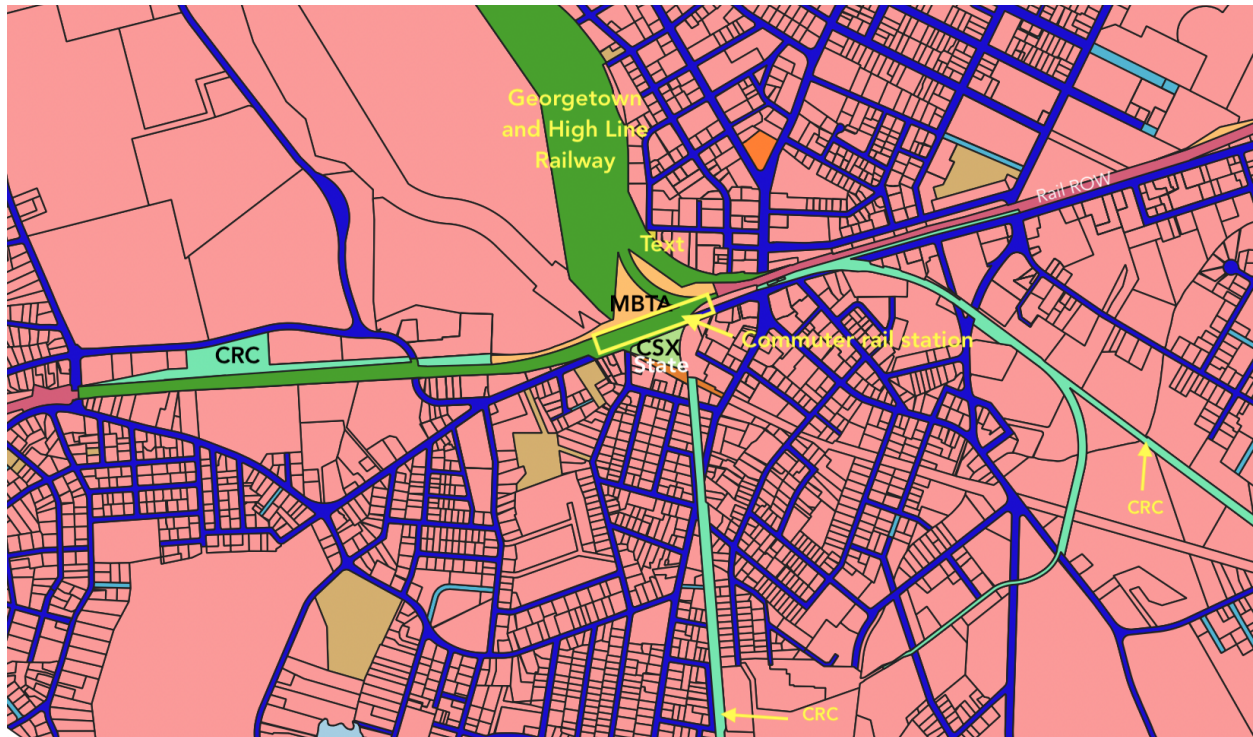 Georgetown
and High Line
Railway
Rail ROW
Text
MBTA
Commuter rail station
CSX
State
CRC
CRC
CRC